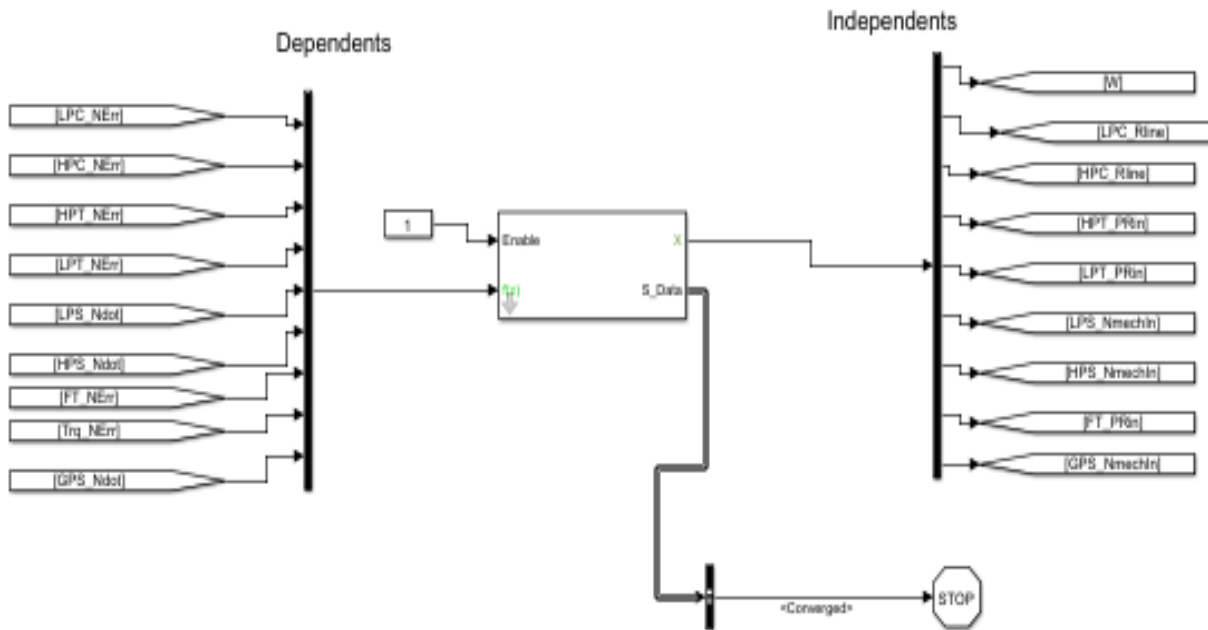 Dependents
Independents
[LPC_NErr]
[HPC_NErr]
[HPT_NErr]
[LPT_NErr]
[LPS_Ndot]
[HPS_Ndot]
[FT_NErr]
[Trq_NErr]
[GPS_Ndot]
1
Enable
f(x)
X
S_Data
[W]
[LPC_Rline]
[HPC_Rline]
[HPT_PRin]
[LPT_PRin]
[LPS_NmechIn]
[HPS_NmechIn]
[FT_PRin]
[GPS_NmechIn]
<Converged>
STOP